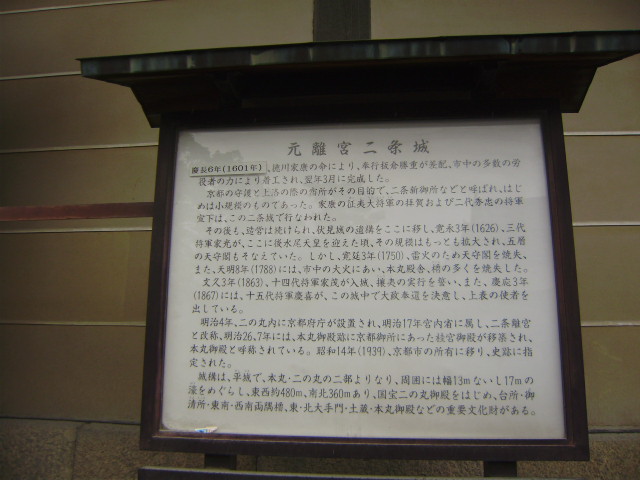 元離宮二条城
慶長6年(1601年)、徳川家康の命により、奉行板倉勝重が差配、市中の多数の労
役者の力により着工され、翌年3月に完成した。
京都の守護と上洛の際の宿所がその目的で、二条新御所などと呼ばれ、はじ
めは小規模のものであった。家康の征夷大将軍の拝賀および二代秀忠の将軍
宣下は、この二条城で行なわれた。
その後も、造営は続けられ、伏見城の遺構をここに移し、寛永3年(1626)、三代
将軍家光が、ここに後水尾天皇を迎えた頃、その規模はもっとも拡大され、五層
の天守閣もそなえていた。しかし、寛延3年(1750)、雷火のため天守閣を焼失、
また、天明8年(1788)には、市中の大火にあい、本丸殿舎、櫓の多くを焼失した。
文久3年(1863)、十四代将軍家茂が入城、攘夷の実行を誓い、また、慶応3年
(1867)には、十五代将軍慶喜が、この城中で大政奉還を決意し、上表の使者を
出している。
明治4年、二の丸内に京都府庁が設置され、明治17年宮内省に属し、二条離宮
と改称、明治26、7年には、本丸御殿跡に京都御所にあった桂宮御殿が移築され、
本丸御殿と呼称されている。昭和14年(1939)、京都市の所有に移り、史跡に指
定された。
城構は、平城で、本丸・二の丸の二部よりなり、周囲には幅13mないし17mの
濠をめぐらし、東西約480m、南北360mあり、国宝二の丸御殿をはじめ、台所・御
清所・東南・西南両隅櫓、東・北大手門・土蔵・本丸御殿などの重要文化財がある。